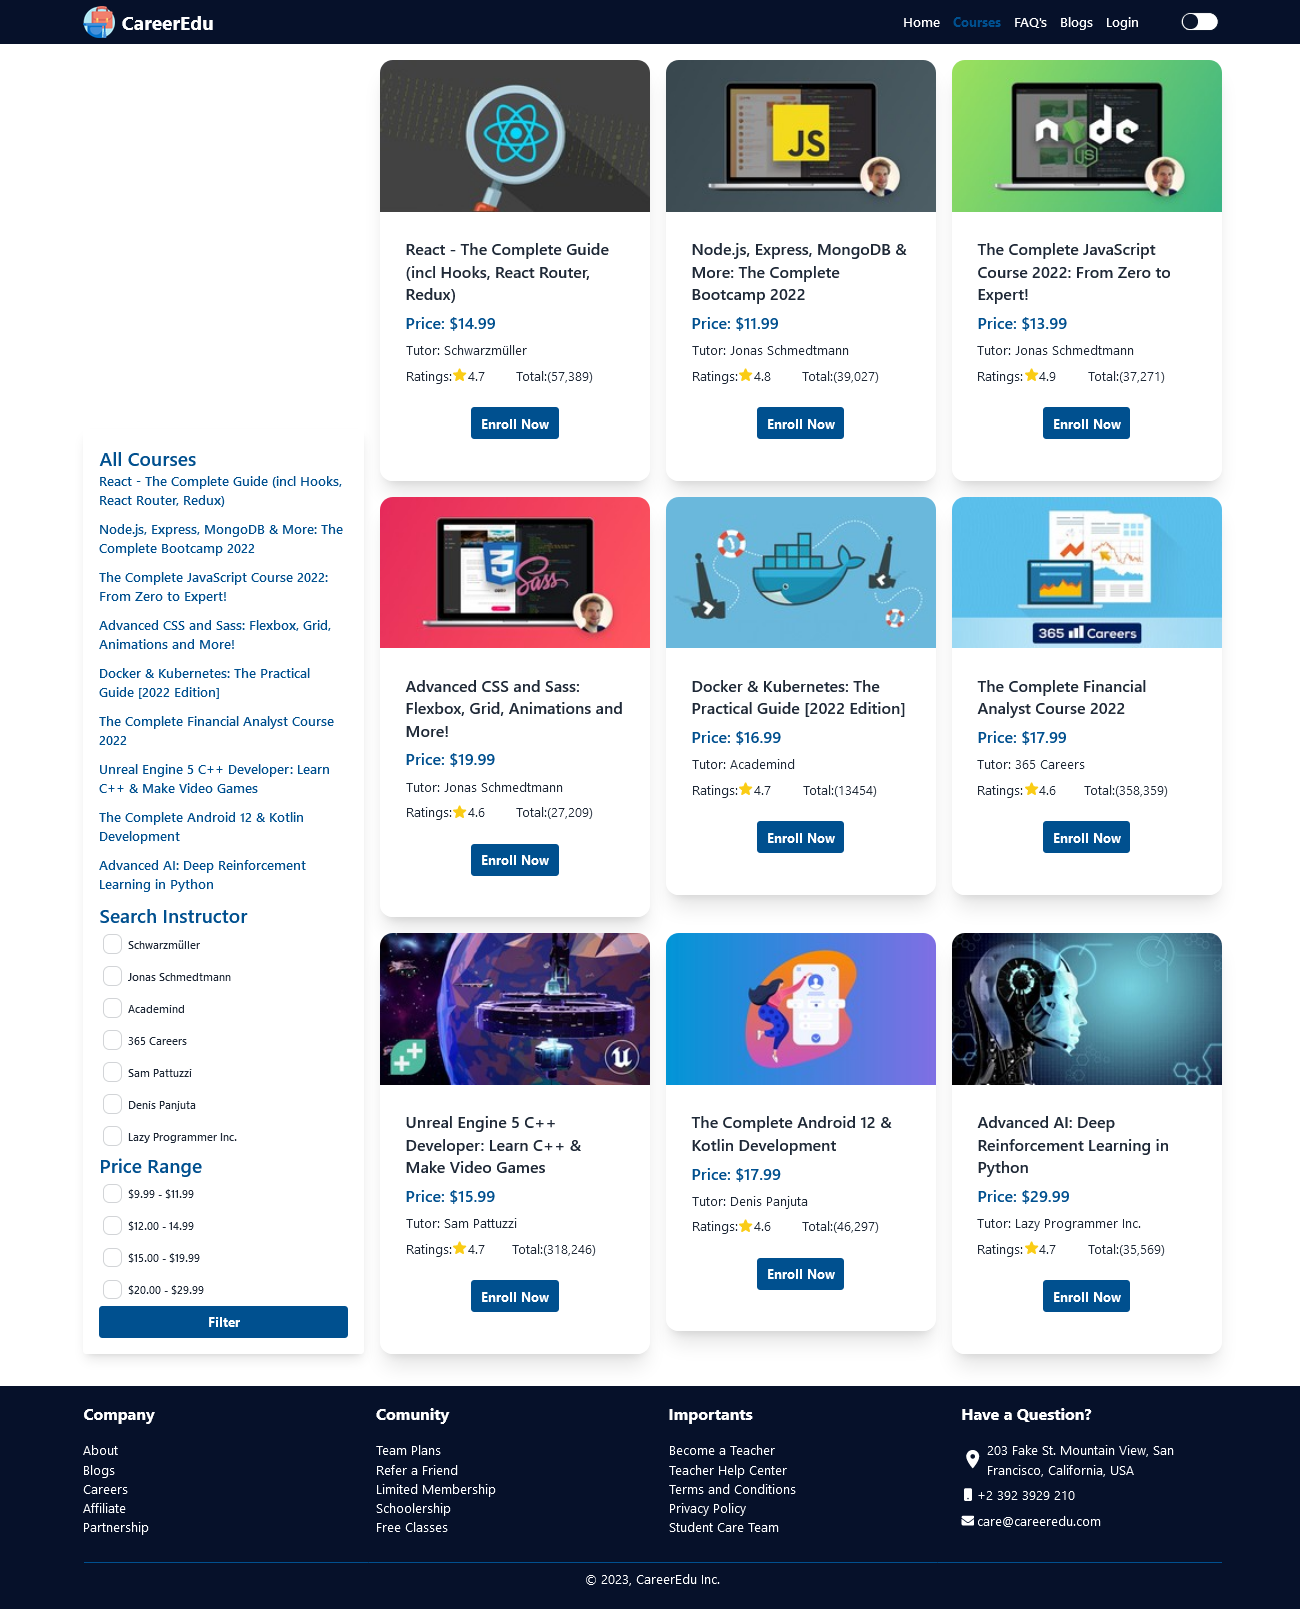 CareerEdu
Home Courses FAQ's Blogs Login
React - The Complete Guide
(incl Hooks, React Router,
Redux)
Price: $14.99
Tutor: Schwarzmüller
Ratings: 4.7 Total:(57,389)
Enroll Now
JS
Node.js, Express, MongoDB &
More: The Complete
Bootcamp 2022
Price: $11.99
Tutor: Jonas Schmedtmann
Ratings: 4.8 Total:(39,027)
Enroll Now
node
JS
The Complete JavaScript
Course 2022: From Zero to
Expert!
Price: $13.99
Tutor: Jonas Schmedtmann
Ratings: 4.9 Total:(37,271)
Enroll Now
All Courses
React - The Complete Guide (incl Hooks,
React Router, Redux)
Node.js, Express, MongoDB & More: The
Complete Bootcamp 2022
The Complete JavaScript Course 2022:
From Zero to Expert!
Advanced CSS and Sass: Flexbox, Grid,
Animations and More!
Docker & Kubernetes: The Practical
Guide [2022 Edition]
The Complete Financial Analyst Course
2022
Unreal Engine 5 C++ Developer: Learn
C++ & Make Video Games
The Complete Android 12 & Kotlin
Development
Advanced AI: Deep Reinforcement
Learning in Python
Search Instructor
Schwarzmüller
Jonas Schmedtmann
Academind
365 Careers
Sam Pattuzzi
Denis Panjuta
Lazy Programmer Inc.
Price Range
$9.99 - $11.99
$12.00 - 14.99
$15.00 - $19.99
$20.00 - $29.99
Filter
3
Sass
Advanced CSS and Sass:
Flexbox, Grid, Animations and
More!
Price: $19.99
Tutor: Jonas Schmedtmann
Ratings: 4.6 Total:(27,209)
Enroll Now
Docker & Kubernetes: The
Practical Guide [2022 Edition]
Price: $16.99
Tutor: Academind
Ratings: 4.7 Total:(13454)
Enroll Now
365 Careers
The Complete Financial
Analyst Course 2022
Price: $17.99
Tutor: 365 Careers
Ratings: 4.6 Total:(358,359)
Enroll Now
Unreal Engine 5 C++
Developer: Learn C++ &
Make Video Games
Price: $15.99
Tutor: Sam Pattuzzi
Ratings: 4.7 Total:(318,246)
Enroll Now
The Complete Android 12 &
Kotlin Development
Price: $17.99
Tutor: Denis Panjuta
Ratings: 4.6 Total:(46,297)
Enroll Now
Advanced AI: Deep
Reinforcement Learning in
Python
Price: $29.99
Tutor: Lazy Programmer Inc.
Ratings: 4.7 Total:(35,569)
Enroll Now
Company
About
Blogs
Careers
Affiliate
Partnership
Comunity
Team Plans
Refer a Friend
Limited Membership
Schoolership
Free Classes
Importants
Become a Teacher
Teacher Help Center
Terms and Conditions
Privacy Policy
Student Care Team
Have a Question?
203 Fake St. Mountain View, San
Francisco, California, USA
+2 392 3929 210
care@careeredu.com
© 2023, CareerEdu Inc.